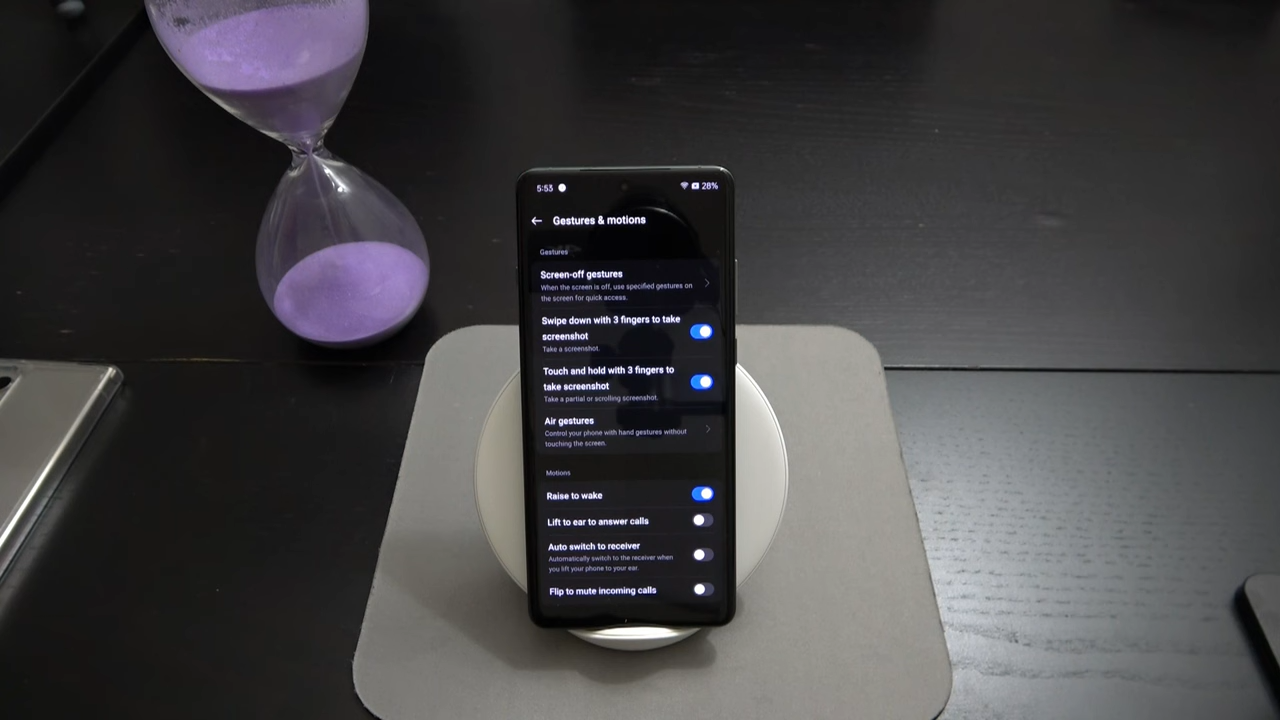 5:53 28%
Gestures & motions
Gestures
Screen-off gestures
When the screen is off, use specified gestures on
the screen for quick access.
Swipe down with 3 fingers to take
screenshot
Take a screenshot.
Touch and hold with 3 fingers to
take screenshot
Take a partial or scrolling screenshot.
Air gestures
Control your phone with hand gestures without
touching the screen.
Motions
Raise to wake
Lift to ear to answer calls
Auto switch to receiver
Automatically switch to the receiver when
you lift your phone to your ear.
Flip to mute incoming calls